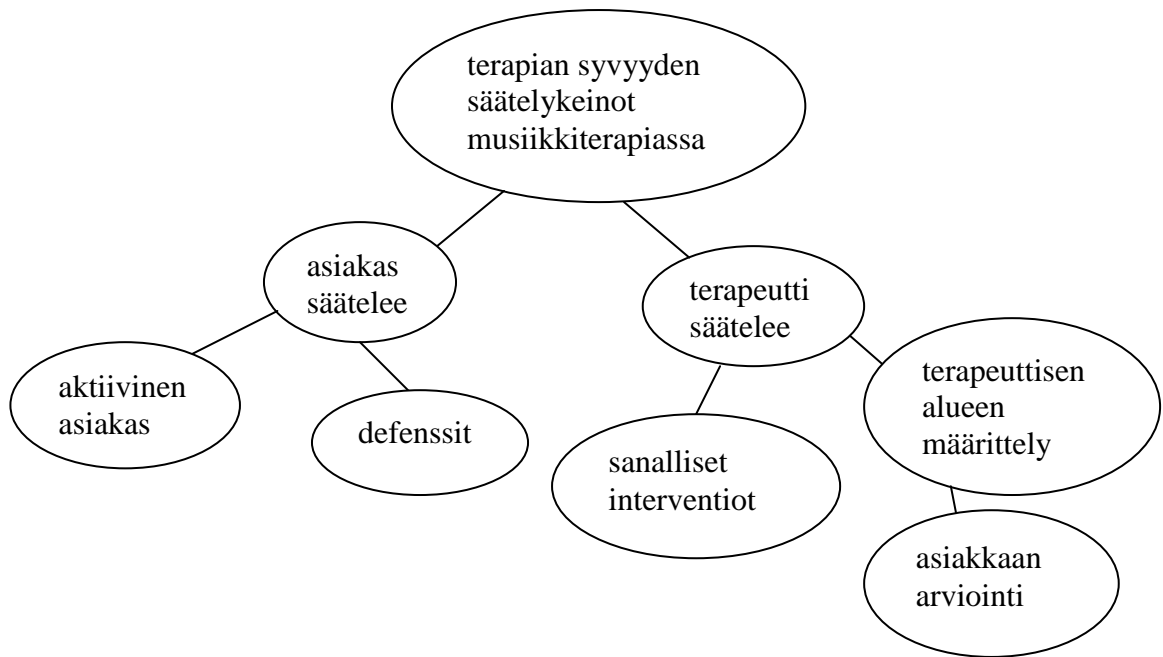 terapian syvyyden
säätelykeinot
musiikkiterapiassa
asiakas
säätelee
terapeutti
säätelee
aktiivinen
asiakas
defenssit
sanalliset
interventiot
terapeuttisen
alueen
määrittely
asiakkaan
arviointi